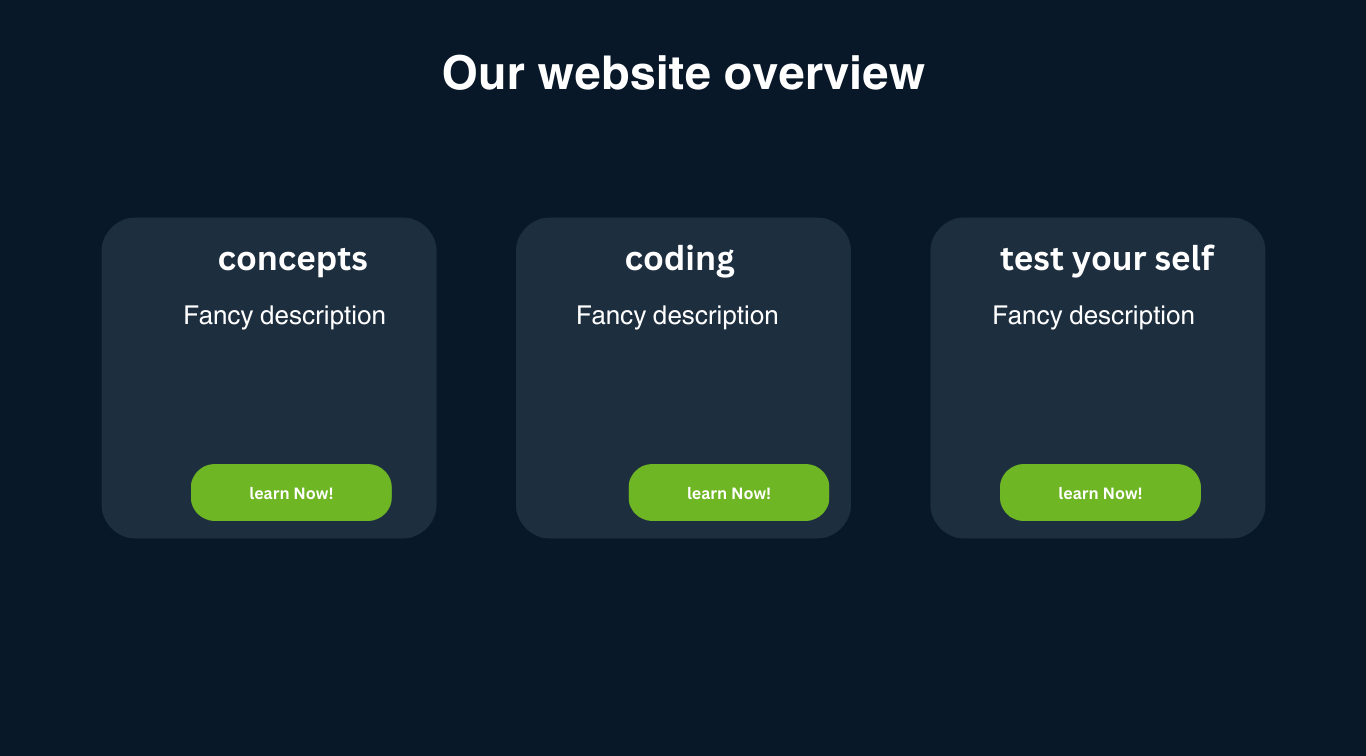 Our website overview
concepts
Fancy description
learn Now!
coding
Fancy description
learn Now!
test your self
Fancy description
learn Now!